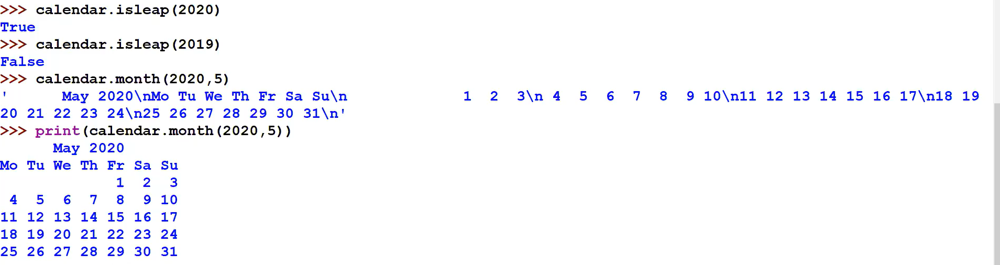 >>> calendar.isleap(2020)
True
>>> calendar.isleap(2019)
False
>>> calendar.month(2020,5)
'      May 2020\nMo Tu We Th Fr Sa Su\n             1  2  3\n 4  5  6  7  8  9 10\n11 12 13 14 15 16 17\n18 19
20 21 22 23 24\n25 26 27 28 29 30 31\n'
>>> print(calendar.month(2020,5))
      May 2020
Mo Tu We Th Fr Sa Su
             1  2  3
 4  5  6  7  8  9 10
11 12 13 14 15 16 17
18 19 20 21 22 23 24
25 26 27 28 29 30 31